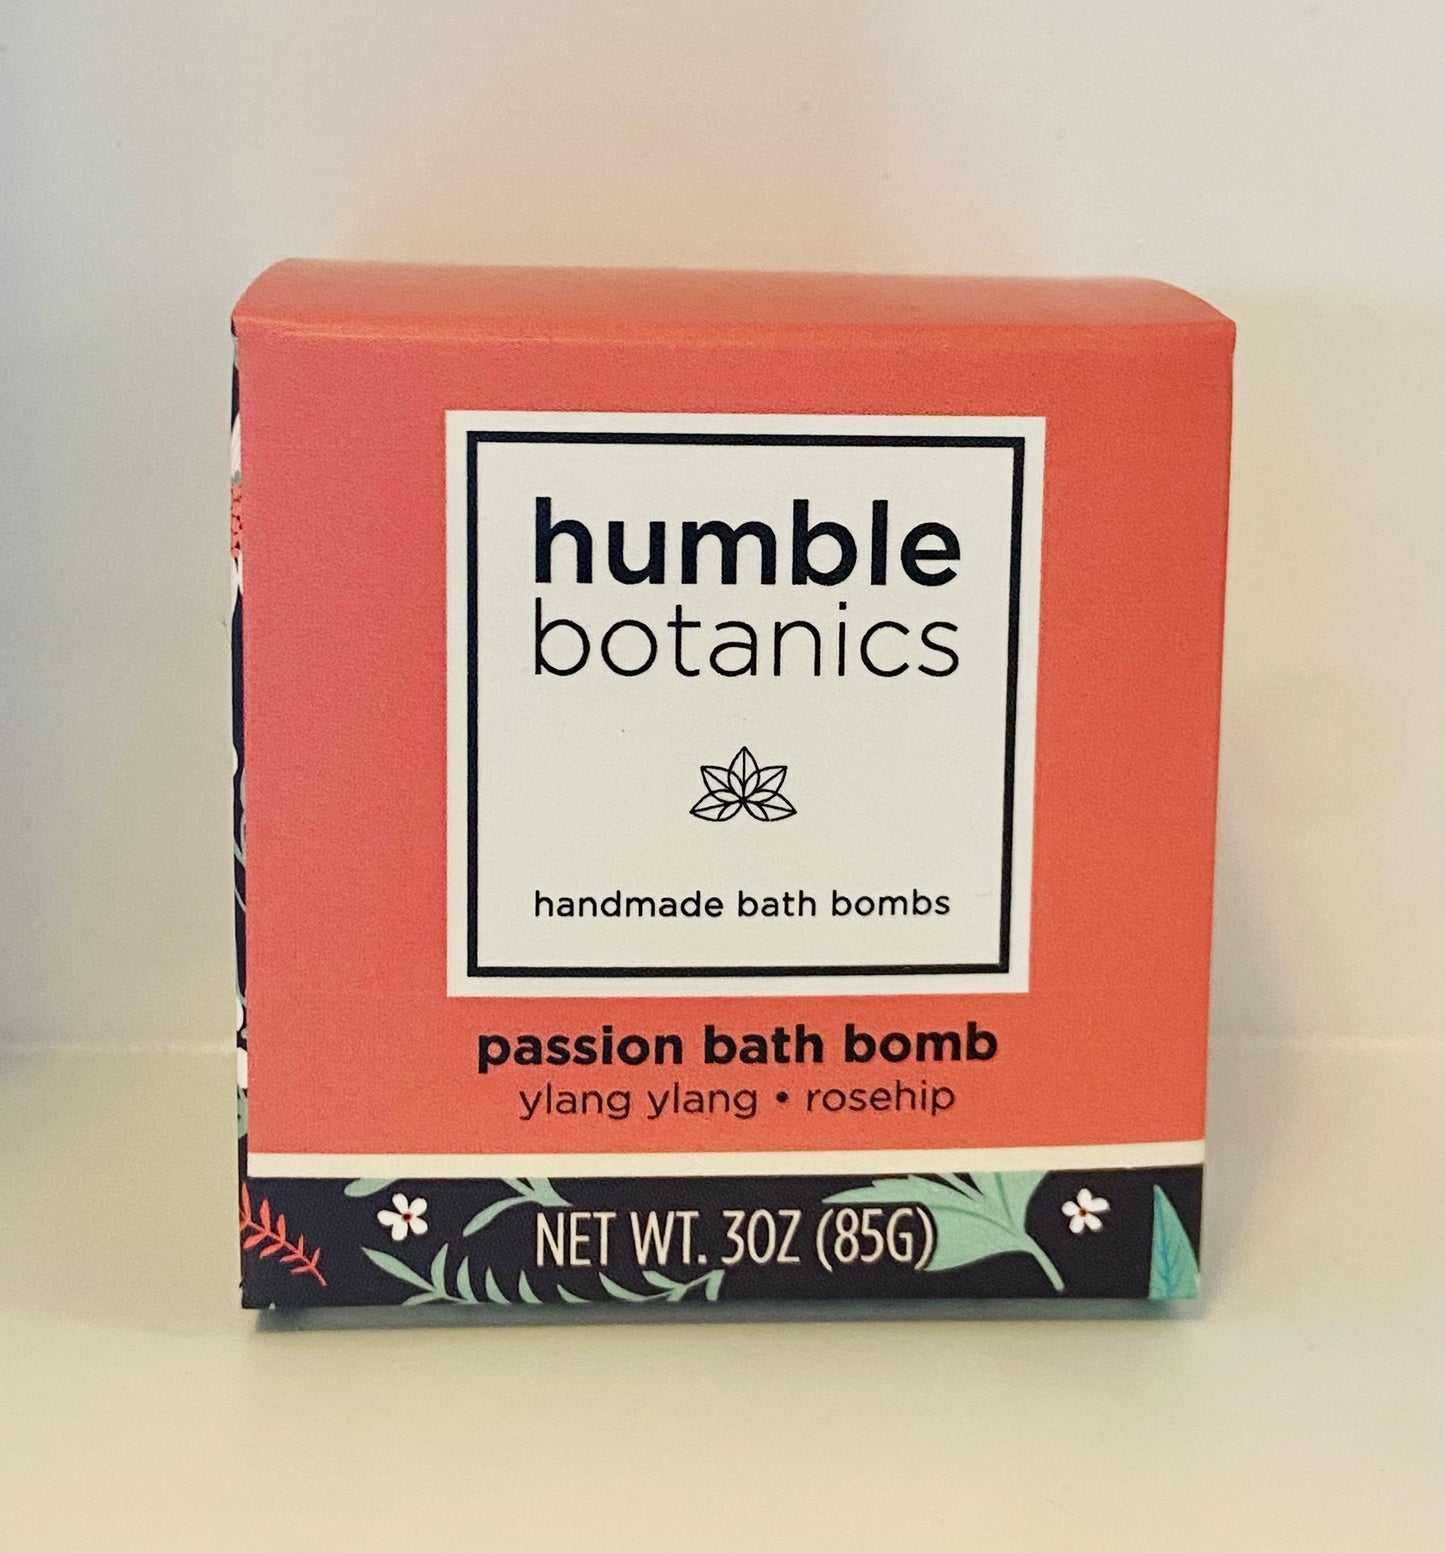 humble
botanics
handmade bath bombs
passion bath bomb
ylang ylang • rosehip
NET WT. 3OZ (85G)